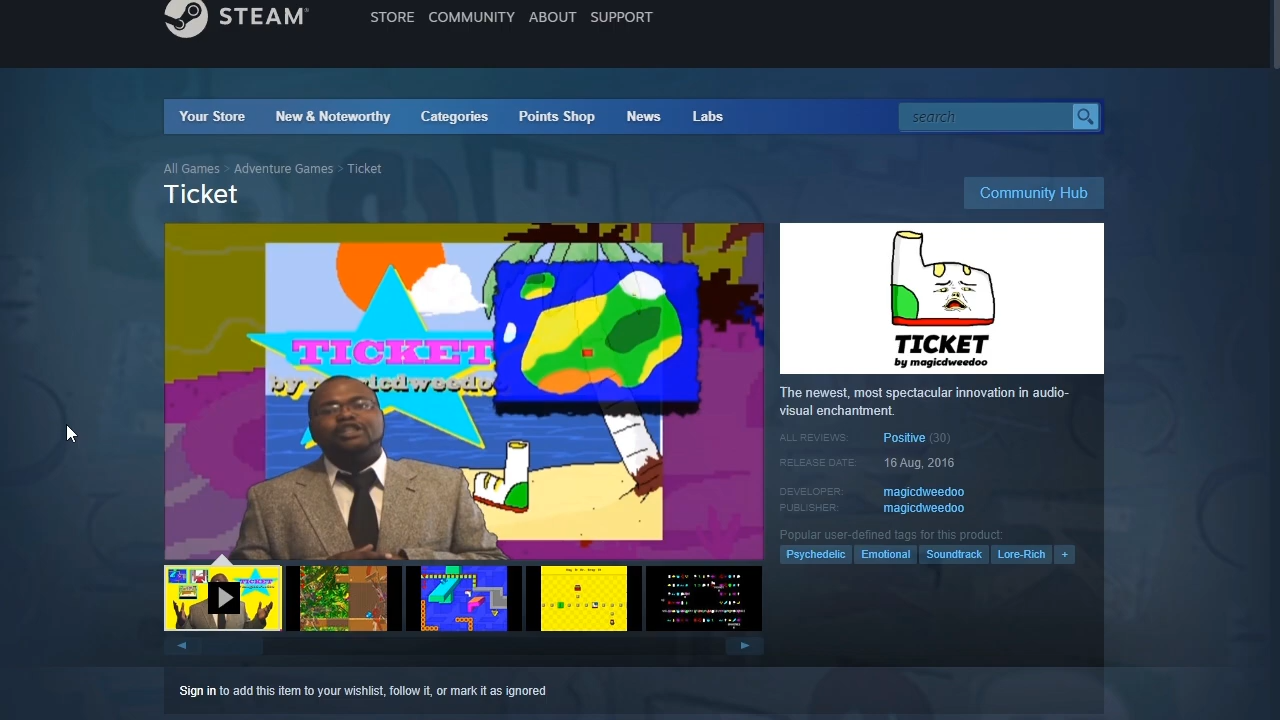 STEAM®
STORE COMMUNITY ABOUT SUPPORT
Your Store New & Noteworthy Categories Points Shop News Labs search
All Games > Adventure Games > Ticket
Ticket
Community Hub
TICKET
by magicdweedoo
TICKET
by magicdweedoo
The newest, most spectacular innovation in audio-
visual enchantment.
ALL REVIEWS: Positive (30)
RELEASE DATE: 16 Aug, 2016
DEVELOPER: magicdweedoo
PUBLISHER: magicdweedoo
Popular user-defined tags for this product:
Psychedelic Emotional Soundtrack Lore-Rich +
TICKET
Sign in to add this item to your wishlist, follow it, or mark it as ignored